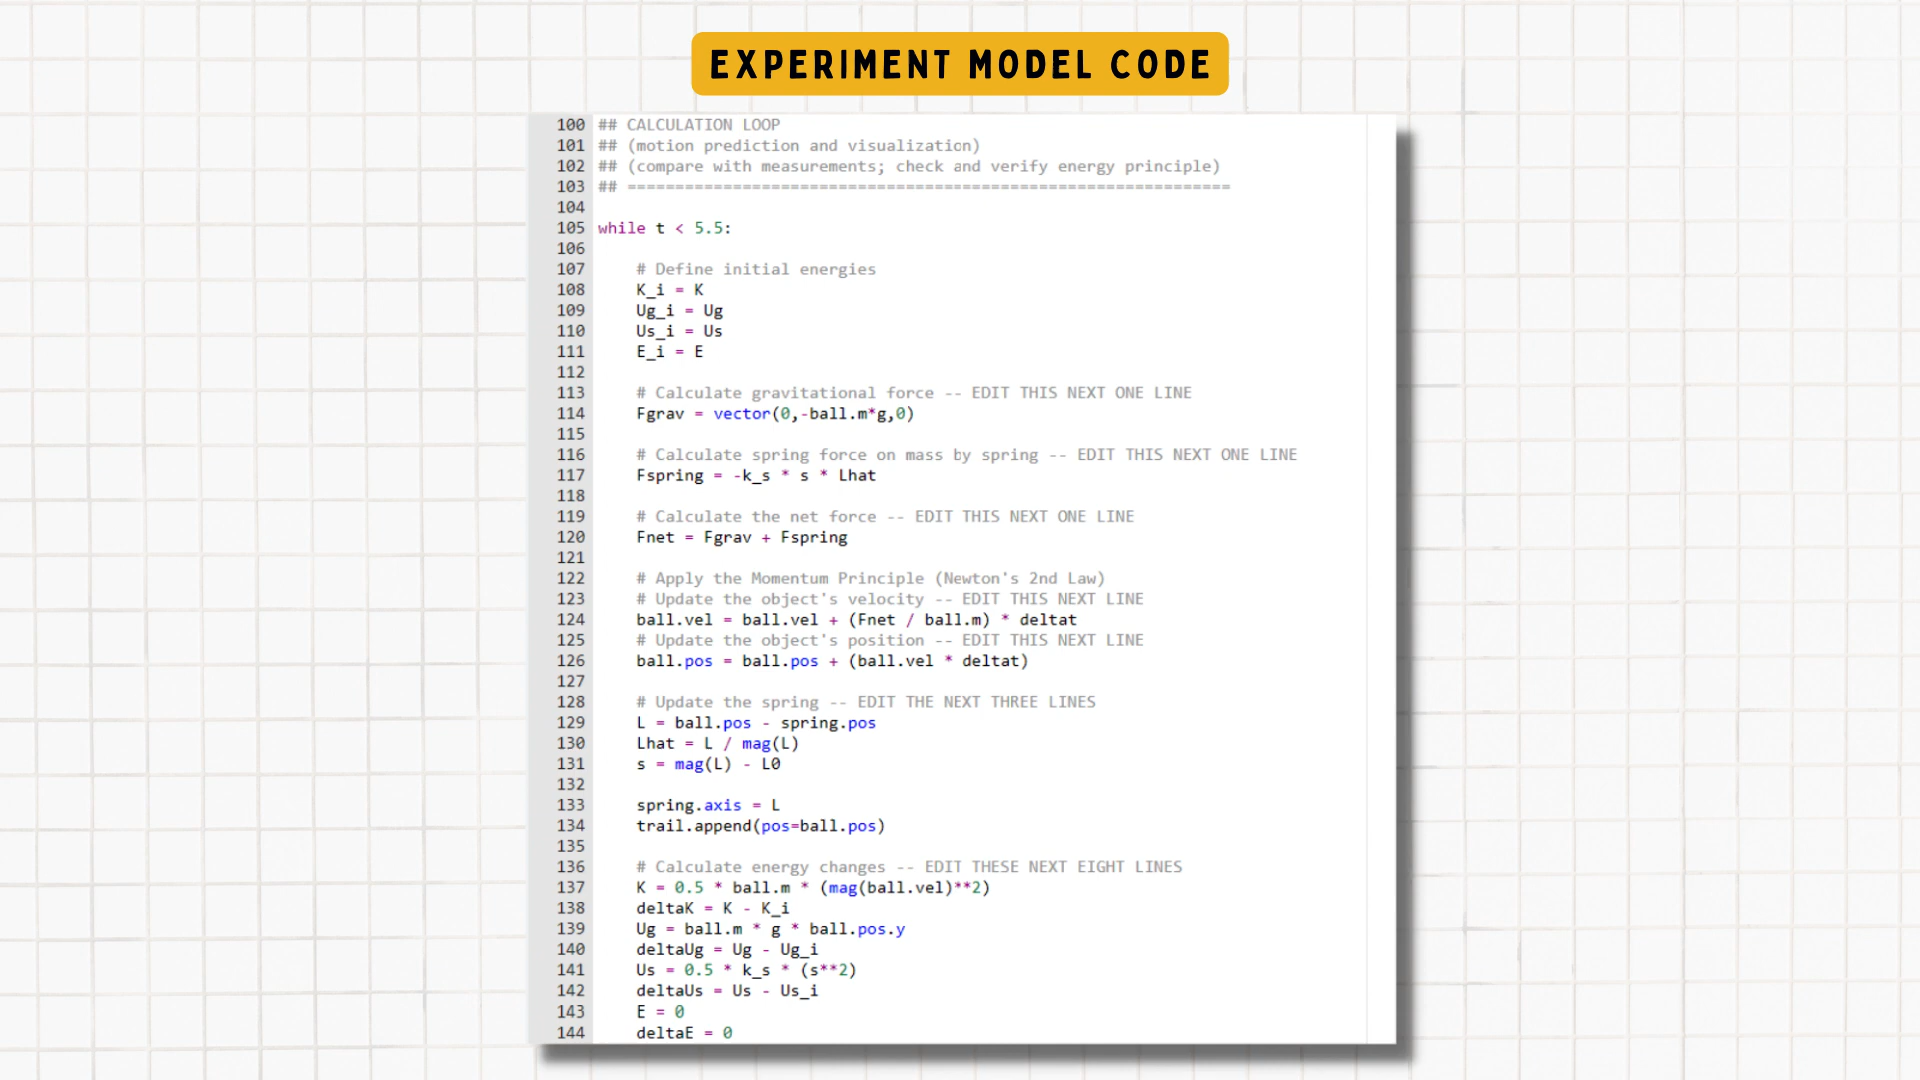 EXPERIMENT MODEL CODE
100 ## CALCULATION LOOP
101 ## (motion prediction and visualization)
102 ## (compare with measurements; check and verify energy principle)
103 ## ===============================================================
104
105 while t < 5.5:
106
107     # Define initial energies
108     K_i = K
109     Ug_i = Ug
110     Us_i = Us
111     E_i = E
112
113     # Calculate gravitational force -- EDIT THIS NEXT ONE LINE
114     Fgrav = vector(0,-ball.m*g,0)
115
116     # Calculate spring force on mass by spring -- EDIT THIS NEXT ONE LINE
117     Fspring = -k_s * s * Lhat
118
119     # Calculate the net force -- EDIT THIS NEXT ONE LINE
120     Fnet = Fgrav + Fspring
121
122     # Apply the Momentum Principle (Newton's 2nd Law)
123     # Update the object's velocity -- EDIT THIS NEXT LINE
124     ball.vel = ball.vel + (Fnet / ball.m) * deltat
125     # Update the object's position -- EDIT THIS NEXT LINE
126     ball.pos = ball.pos + (ball.vel * deltat)
127
128     # Update the spring -- EDIT THE NEXT THREE LINES
129     L = ball.pos - spring.pos
130     Lhat = L / mag(L)
131     s = mag(L) - L0
132
133     spring.axis = L
134     trail.append(pos=ball.pos)
135
136     # Calculate energy changes -- EDIT THESE NEXT EIGHT LINES
137     K = 0.5 * ball.m * (mag(ball.vel)**2)
138     deltaK = K - K_i
139     Ug = ball.m * g * ball.pos.y
140     deltaUg = Ug - Ug_i
141     Us = 0.5 * k_s * (s**2)
142     deltaUs = Us - Us_i
143     E = 0
144     deltaE = 0